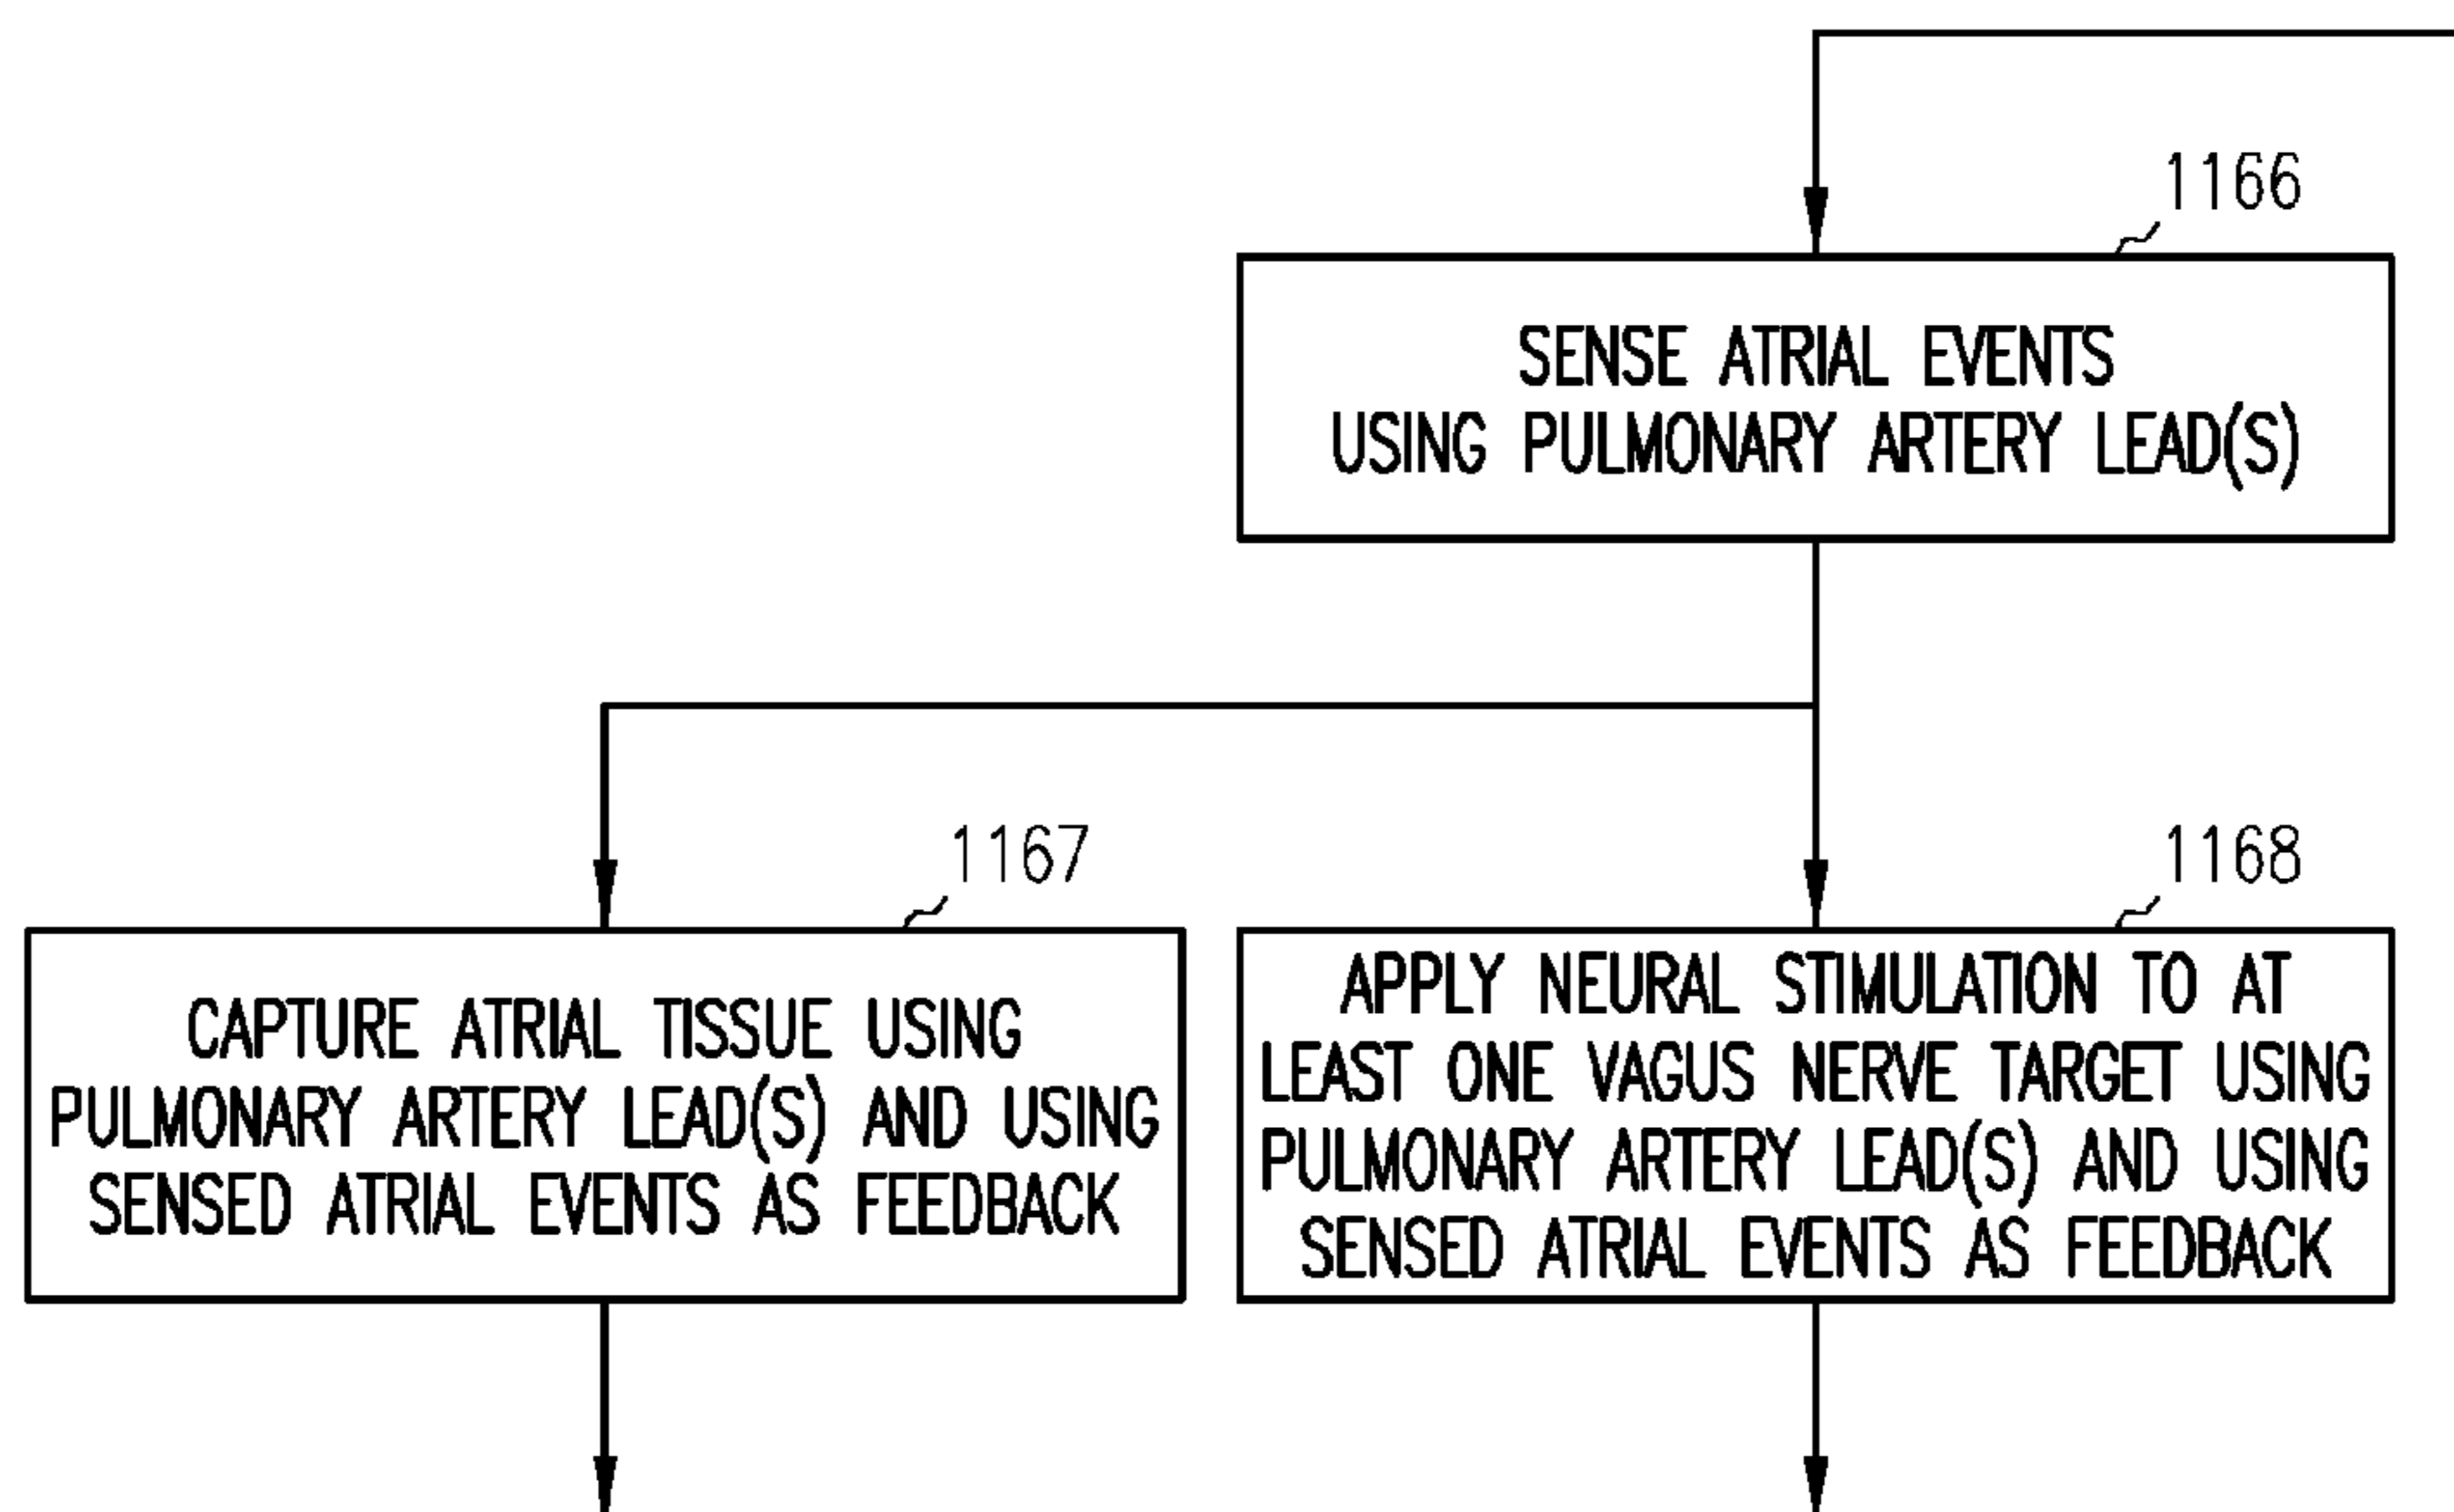 1166
SENSE ATRIAL EVENTS
USING PULMONARY ARTERY LEAD(S)
1167
CAPTURE ATRIAL TISSUE USING
PULMONARY ARTERY LEAD(S) AND USING
SENSED ATRIAL EVENTS AS FEEDBACK
1168
APPLY NEURAL STIMULATION TO AT
LEAST ONE VAGUS NERVE TARGET USING
PULMONARY ARTERY LEAD(S) AND USING
SENSED ATRIAL EVENTS AS FEEDBACK